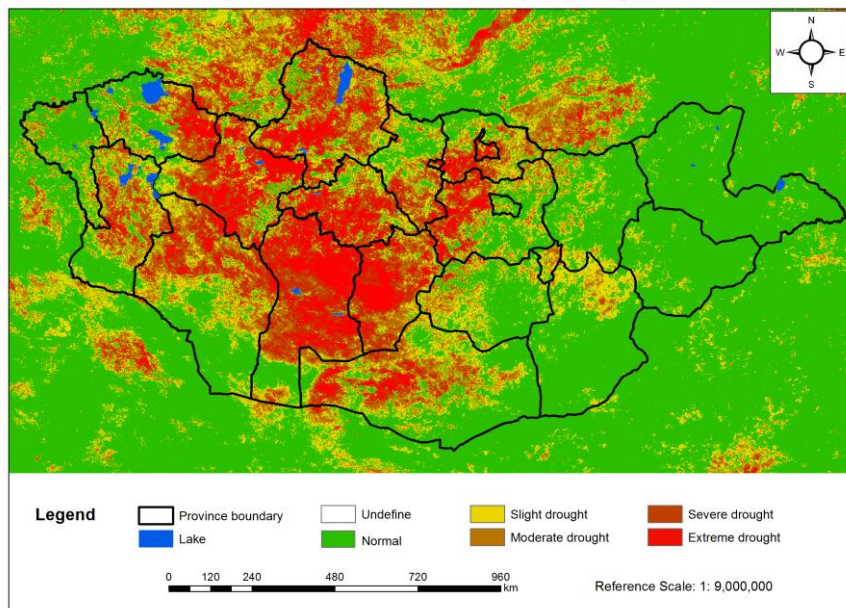 N
W E
S
Legend
Province boundary
Undefine
Slight drought
Severe drought
Lake
Normal
Moderate drought
Extreme drought
0 120 240 480 720 960
km
Reference Scale: 1: 9,000,000